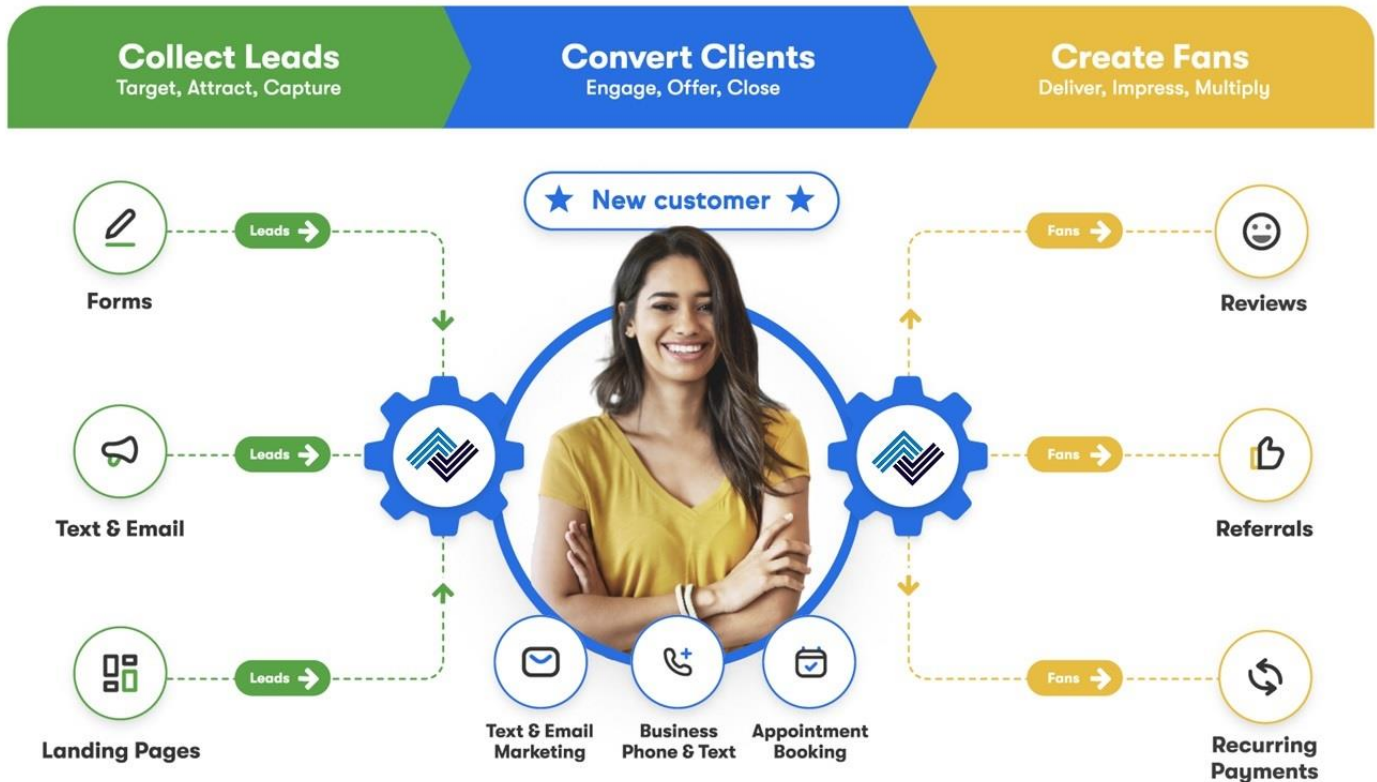 Collect Leads
Target, Attract, Capture
Convert Clients
Engage, Offer, Close
Create Fans
Deliver, Impress, Multiply
New customer
Forms
Leads
Text & Email
Leads
Landing Pages
Leads
Text & Email
Marketing
Business
Phone & Text
Appointment
Booking
Fans
Reviews
Fans
Referrals
Fans
Recurring
Payments